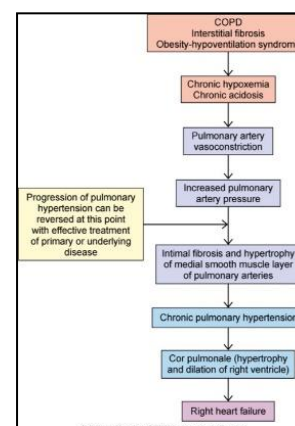 COPD
Interstitial fibrosis
Obesity-hypoventilation syndrom
Chronic hypoxemia
Chronic acidosis
Pulmonary artery
vasoconstriction
Increased pulmonary
artery pressure
Progression of pulmonary
hypertension can be
reversed at this point
with effective treatment
of primary or underlying
disease
Intimal fibrosis and hypertrophy
of medial smooth muscle layer
of pulmonary arteries
Chronic pulmonary hypertension
Cor pulmonale (hypertrophy
and dilation of right ventricle)
Right heart failure